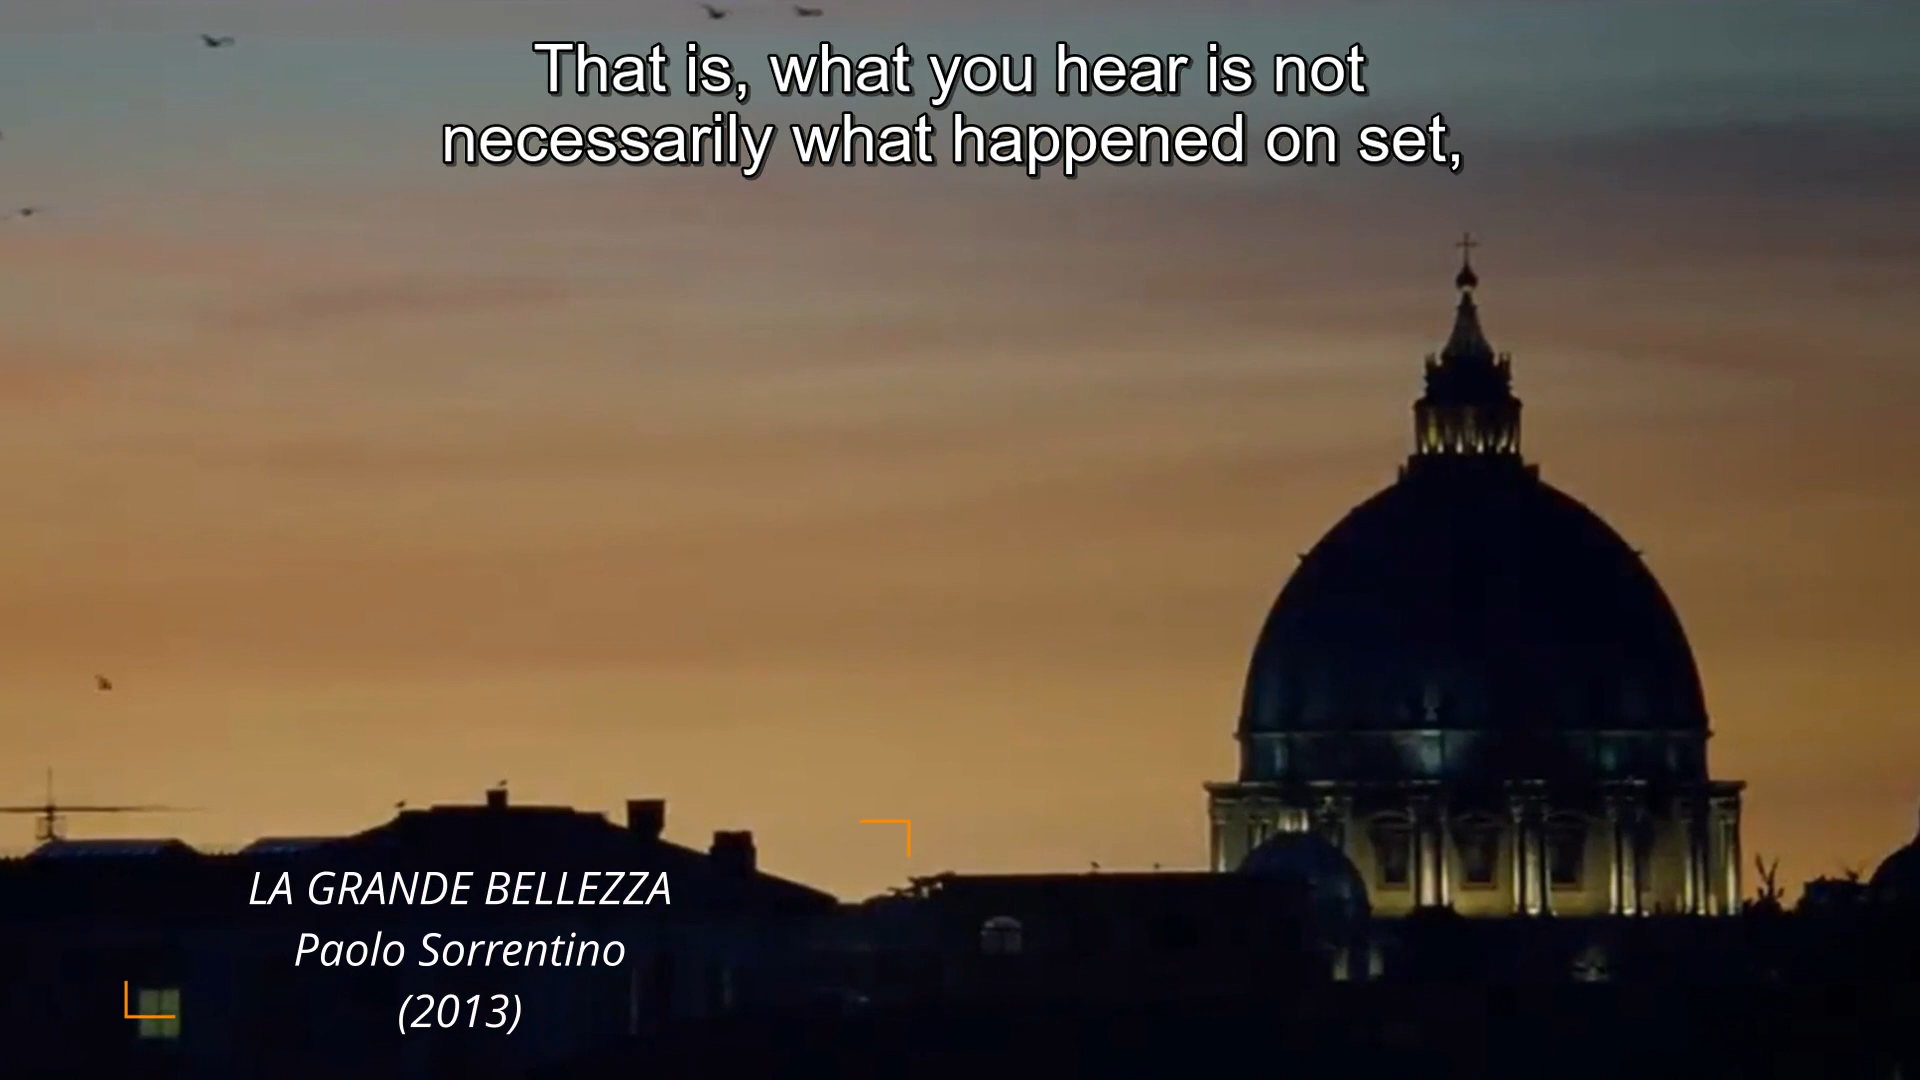 That is, what you hear is not
necessarily what happened on set,
LA GRANDE BELLEZZA
Paolo Sorrentino
(2013)